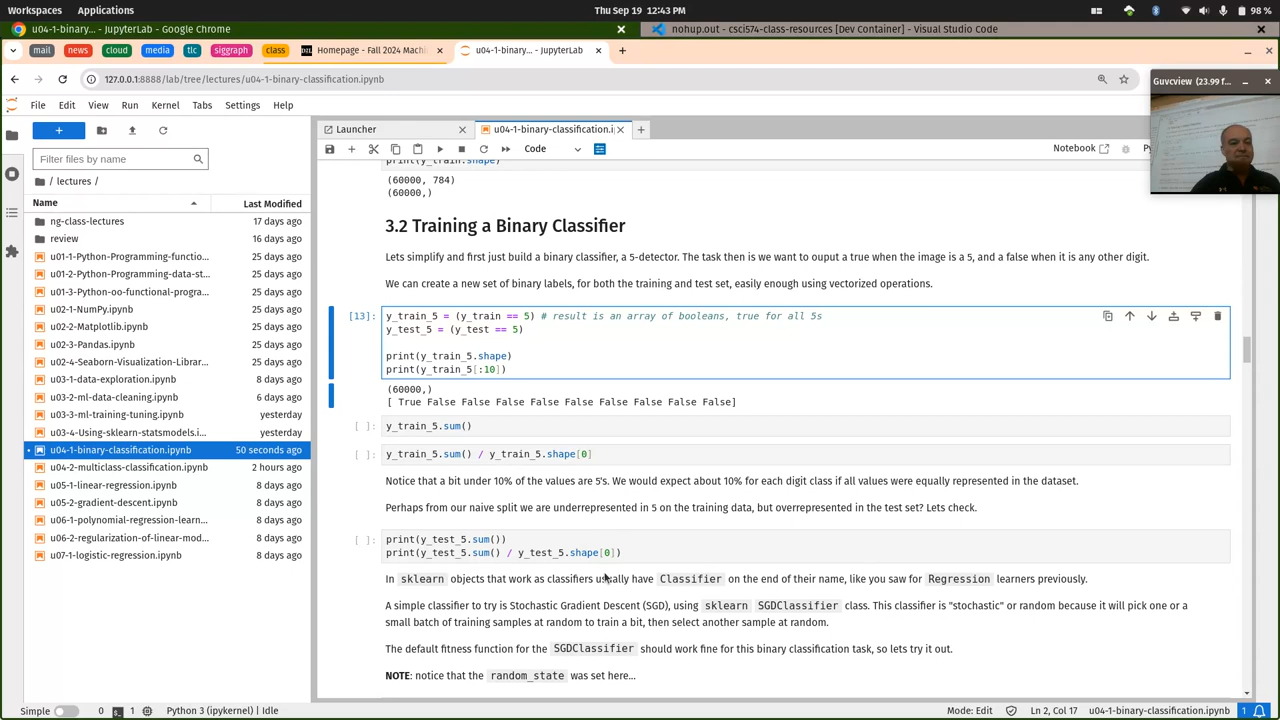 Workspaces Applications Thu Sep 19 12:43 PM 98 %
u04-1-binary... - JupyterLab - Google Chrome
nohup.out - csci574-class-resources [Dev Container] - Visual Studio Code
mail news cloud media tlc siggraph class Homepage - Fall 2024 Machi u04-1-binary... - JupyterLab
127.0.0.1:8888/lab/tree/lectures/u04-1-binary-classification.ipynb
Guvcview (23.99 f...
File Edit View Run Kernel Tabs Settings Help
Launcher
u04-1-binary-classification.i
Filter files by name
Code
Notebook
/ lectures /
Name Last Modified
ng-class-lectures 17 days ago
review 16 days ago
u01-1-Python-Programming-functio... 25 days ago
u01-2-Python-Programming-data-st... 25 days ago
u01-3-Python-oo-functional-progra... 25 days ago
u02-1-NumPy.ipynb 25 days ago
u02-2-Matplotlib.ipynb 25 days ago
u02-3-Pandas.ipynb 25 days ago
u02-4-Seaborn-Visualization-Librar... 25 days ago
u03-1-data-exploration.ipynb 8 days ago
u03-2-ml-data-cleaning.ipynb 6 days ago
u03-3-ml-training-tuning.ipynb yesterday
u03-4-Using-sklearn-statsmodels.i... yesterday
u04-1-binary-classification.ipynb 50 seconds ago
u04-2-multiclass-classification.ipynb 2 hours ago
u05-1-linear-regression.ipynb 8 days ago
u05-2-gradient-descent.ipynb 8 days ago
u06-1-polynomial-regression-learn... 8 days ago
u06-2-regularization-of-linear-mod... 8 days ago
u07-1-logistic-regression.ipynb 8 days ago
print(y_train.shape)
(60000, 784)
(60000,)
3.2 Training a Binary Classifier
Lets simplify and first just build a binary classifier, a 5-detector. The task then is we want to ouput a true when the image is a 5, and a false when it is any other digit.
We can create a new set of binary labels, for both the training and test set, easily enough using vectorized operations.
[13]: y_train_5 = (y_train == 5) # result is an array of booleans, true for all 5s
y_test_5 = (y_test == 5)
print(y_train_5.shape)
print(y_train_5[:10])
(60000,)
[ True False False False False False False False False False]
[ ]: y_train_5.sum()
[ ]: y_train_5.sum() / y_train_5.shape[0]
Notice that a bit under 10% of the values are 5's. We would expect about 10% for each digit class if all values were equally represented in the dataset.
Perhaps from our naive split we are underrepresented in 5 on the training data, but overrepresented in the test set? Lets check.
[ ]: print(y_test_5.sum())
print(y_test_5.sum() / y_test_5.shape[0])
In sklearn objects that work as classifiers usually have Classifier on the end of their name, like you saw for Regression learners previously.
A simple classifier to try is Stochastic Gradient Descent (SGD), using sklearn SGDClassifier class. This classifier is "stochastic" or random because it will pick one or a
small batch of training samples at random to train a bit, then select another sample at random.
The default fitness function for the SGDClassifier should work fine for this binary classification task, so lets try it out.
NOTE: notice that the random_state was set here...
Simple 0 1 Python 3 (ipykernel) | Idle Mode: Edit Ln 2, Col 17 u04-1-binary-classification.ipynb 1